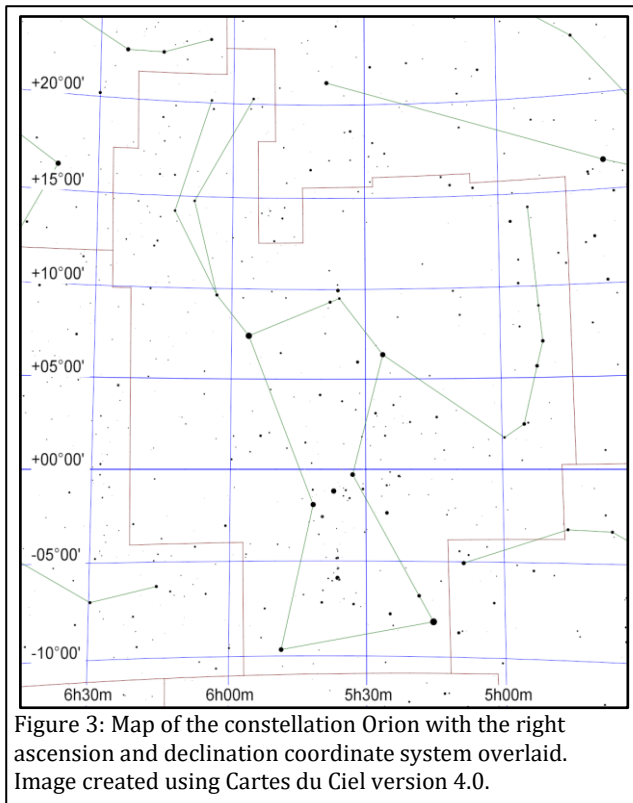 +20°00'
+15°00'
+10°00'
+05°00'
+00°00'
-05°00'
-10°00'
6h30m 6h00m 5h30m 5h00m
Figure 3: Map of the constellation Orion with the right
ascension and declination coordinate system overlaid.
Image created using Cartes du Ciel version 4.0.